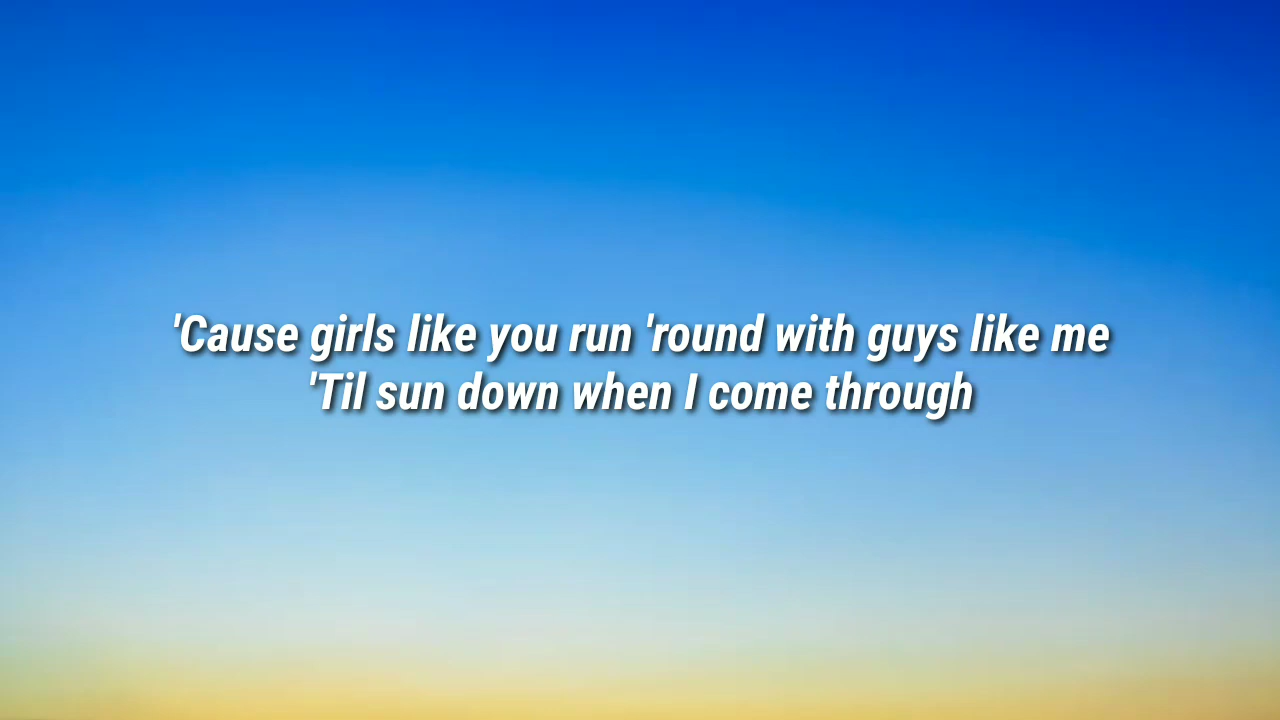 'Cause girls like you run 'round with guys like me
'Til sun down when I come through